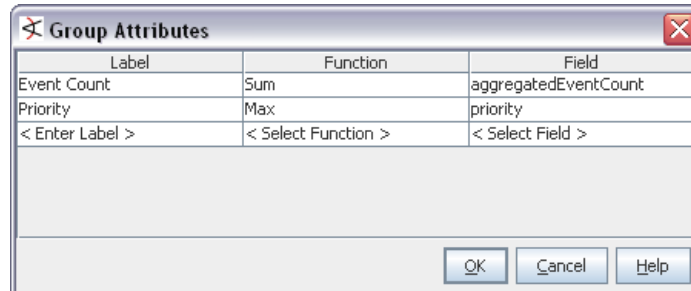 Group Attributes
Label Function Field
Event Count Sum aggregatedEventCount
Priority Max priority
< Enter Label > < Select Function > < Select Field >
OK Cancel Help